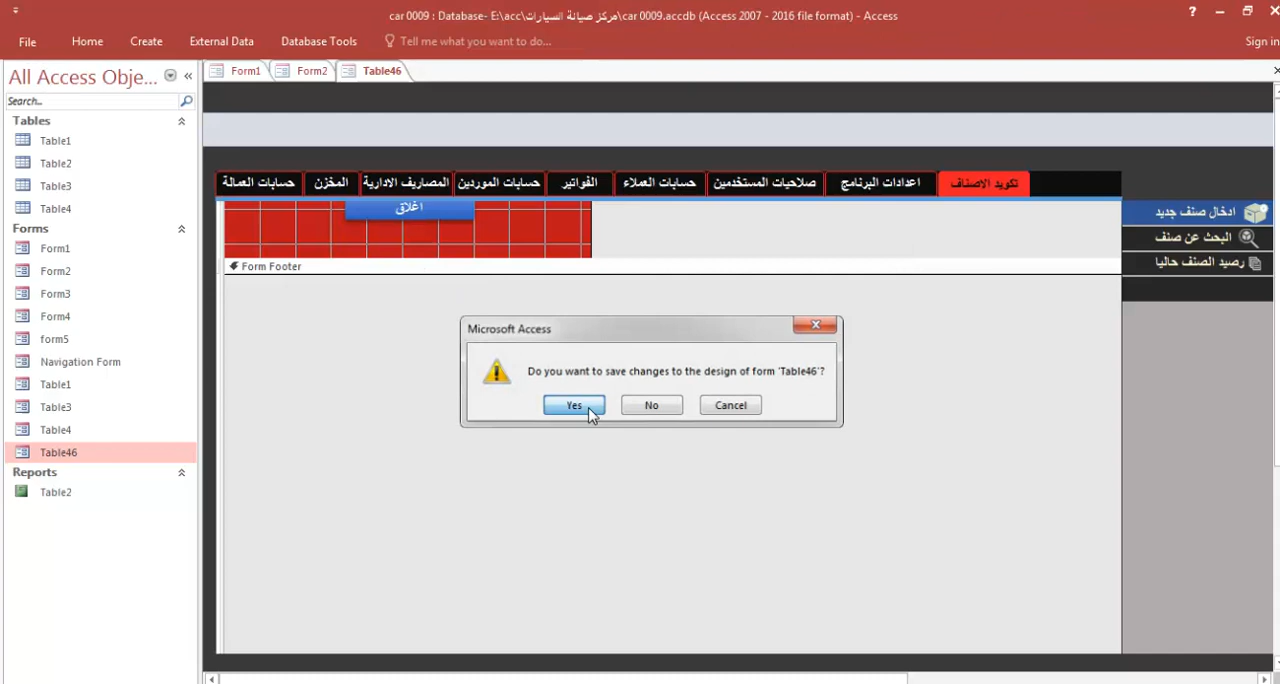 car 0009 : Database- E:\acc\مركز صيانة السيارات\car 0009.accdb (Access 2007 - 2016 file format) - Access
?
File Home Create External Data Database Tools Tell me what you want to do... Sign in
All Access Obje... «
Search...
Tables
Table1
Table2
Table3
Table4
Forms
Form1
Form2
Form3
Form4
form5
Navigation Form
Table1
Table3
Table4
Table46
Reports
Table2
Form1 Form2 Table46
تكويد الاصناف اعدادات البرنامج صلاحيات المستخدمين حسابات العملاء الفواتير حسابات الموردين المصاريف الادارية المخزن حسابات العمالة
ادخال صنف جديد
البحث عن صنف
رصيد الصنف حاليا
اغلاق
Form Footer
Microsoft Access
Do you want to save changes to the design of form 'Table46'?
Yes No Cancel